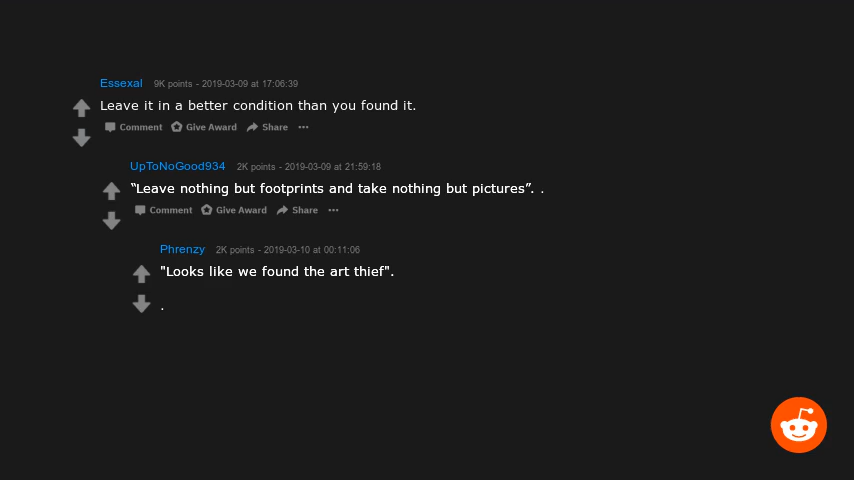 Essexal 9K points - 2019-03-09 at 17:06:39
Leave it in a better condition than you found it.
Comment Give Award Share ···
UpToNoGood934 2K points - 2019-03-09 at 21:59:18
“Leave nothing but footprints and take nothing but pictures”. .
Comment Give Award Share ···
Phrenzy 2K points - 2019-03-10 at 00:11:06
"Looks like we found the art thief".
.